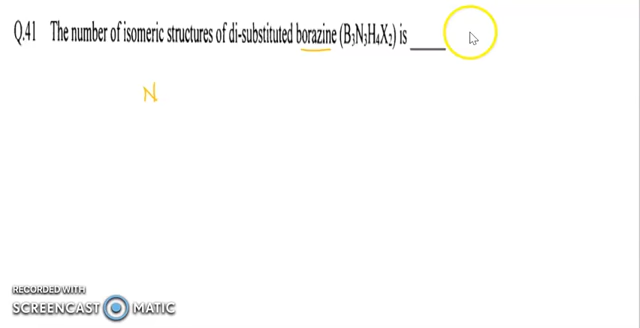 Q.41 The number of isomeric structures of di-substituted borazine (B₃N₃H₄X₂) is ____
N
RECORDED WITH
SCREENCAST MATIC